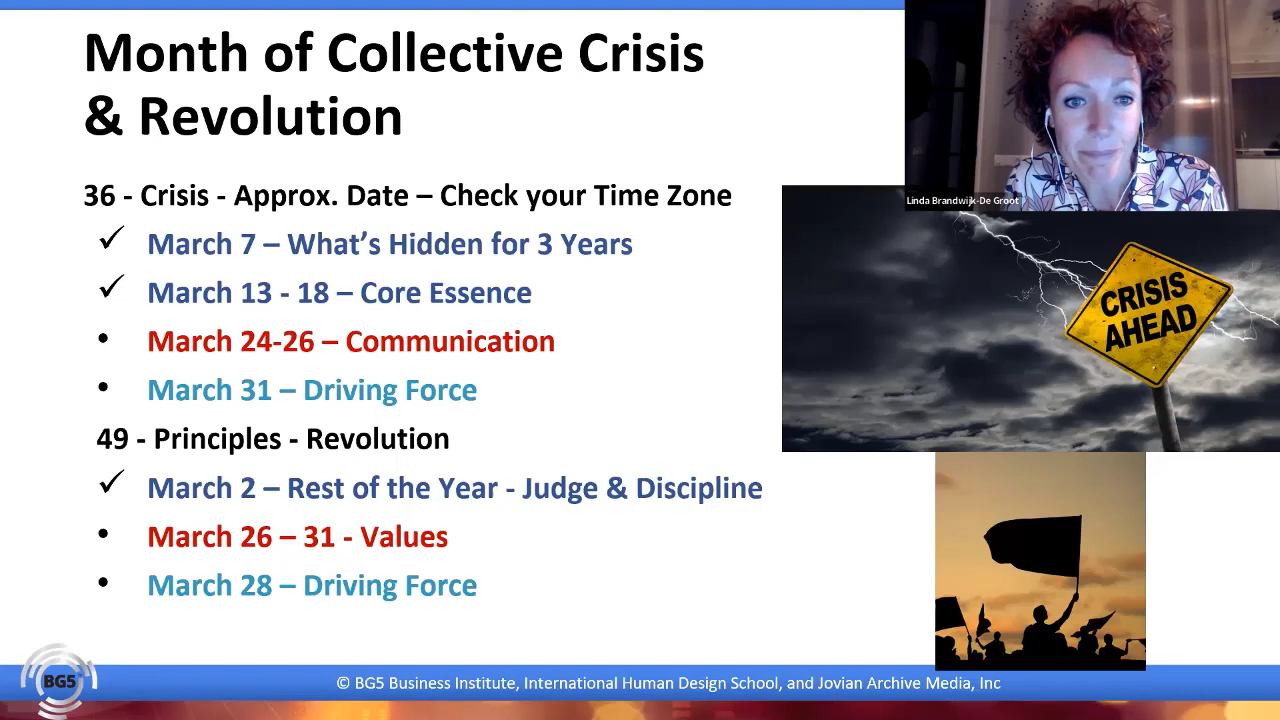 Month of Collective Crisis
& Revolution
36 - Crisis - Approx. Date – Check your Time Zone
✓ March 7 – What's Hidden for 3 Years
✓ March 13 - 18 – Core Essence
• March 24-26 – Communication
• March 31 – Driving Force
49 - Principles - Revolution
✓ March 2 – Rest of the Year - Judge & Discipline
• March 26 – 31 - Values
• March 28 – Driving Force
Linda Brandwijk-De Groot
CRISIS
AHEAD
BG5
© BG5 Business Institute, International Human Design School, and Jovian Archive Media, Inc